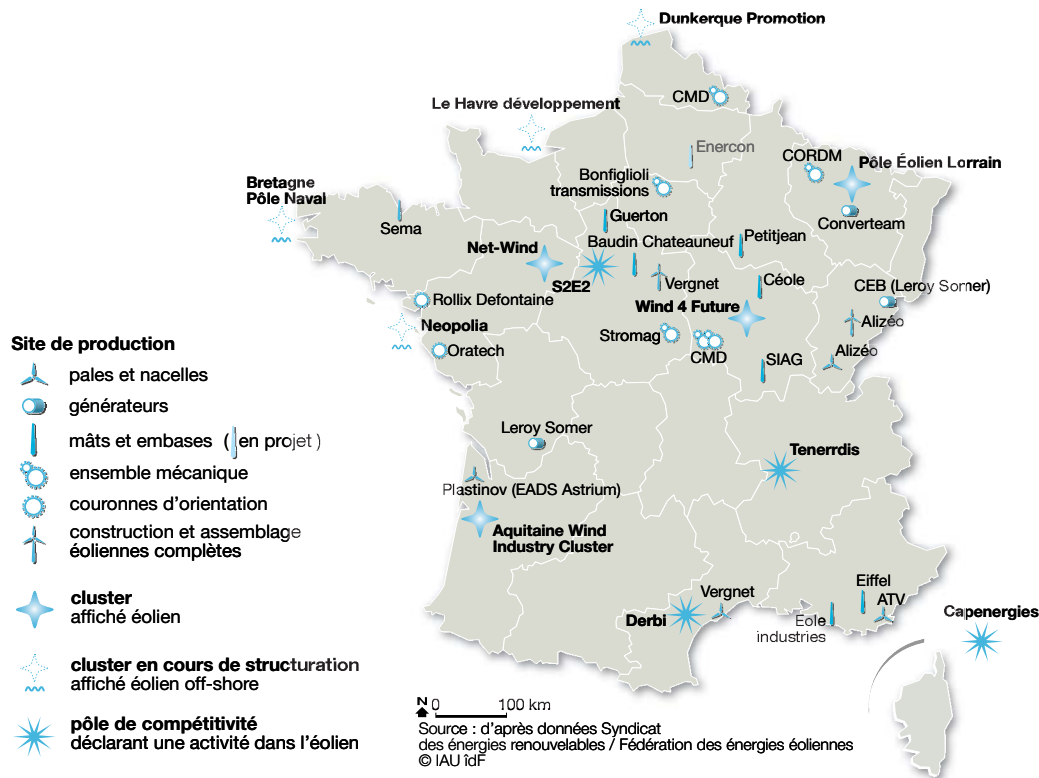 Dunkerque Promotion
CMD
Le Havre développement
Enercon
CORDM
Pôle Éolien Lorrain
Bonfiglioli
transmissions
Bretagne
Pôle Naval
Converteam
Guerton
Sema
Baudin Chateauneuf
Petitjean
Net-Wind
S2E2
Vergnet
Céole
CEB (Leroy Somer)
Rollix Defontaine
Wind 4 Future
Neopolia
Alizéo
Stromag
Oratech
CMD
Alizéo
SIAG
Site de production
pales et nacelles
générateurs
mâts et embases ( en projet )
ensemble mécanique
couronnes d'orientation
construction et assemblage
éoliennes complètes
cluster
affiché éolien
cluster en cours de structuration
affiché éolien off-shore
pôle de compétitivité
déclarant une activité dans l'éolien
Leroy Somer
Tenerrdis
Plastinov (EADS Astrium)
Aquitaine Wind
Industry Cluster
Eiffel
Vergnet
ATV
Derbi
Eole
industries
Capenergies
N
0 100 km
Source : d'après données Syndicat
des énergies renouvelables / Fédération des énergies éoliennes
© IAU îdF